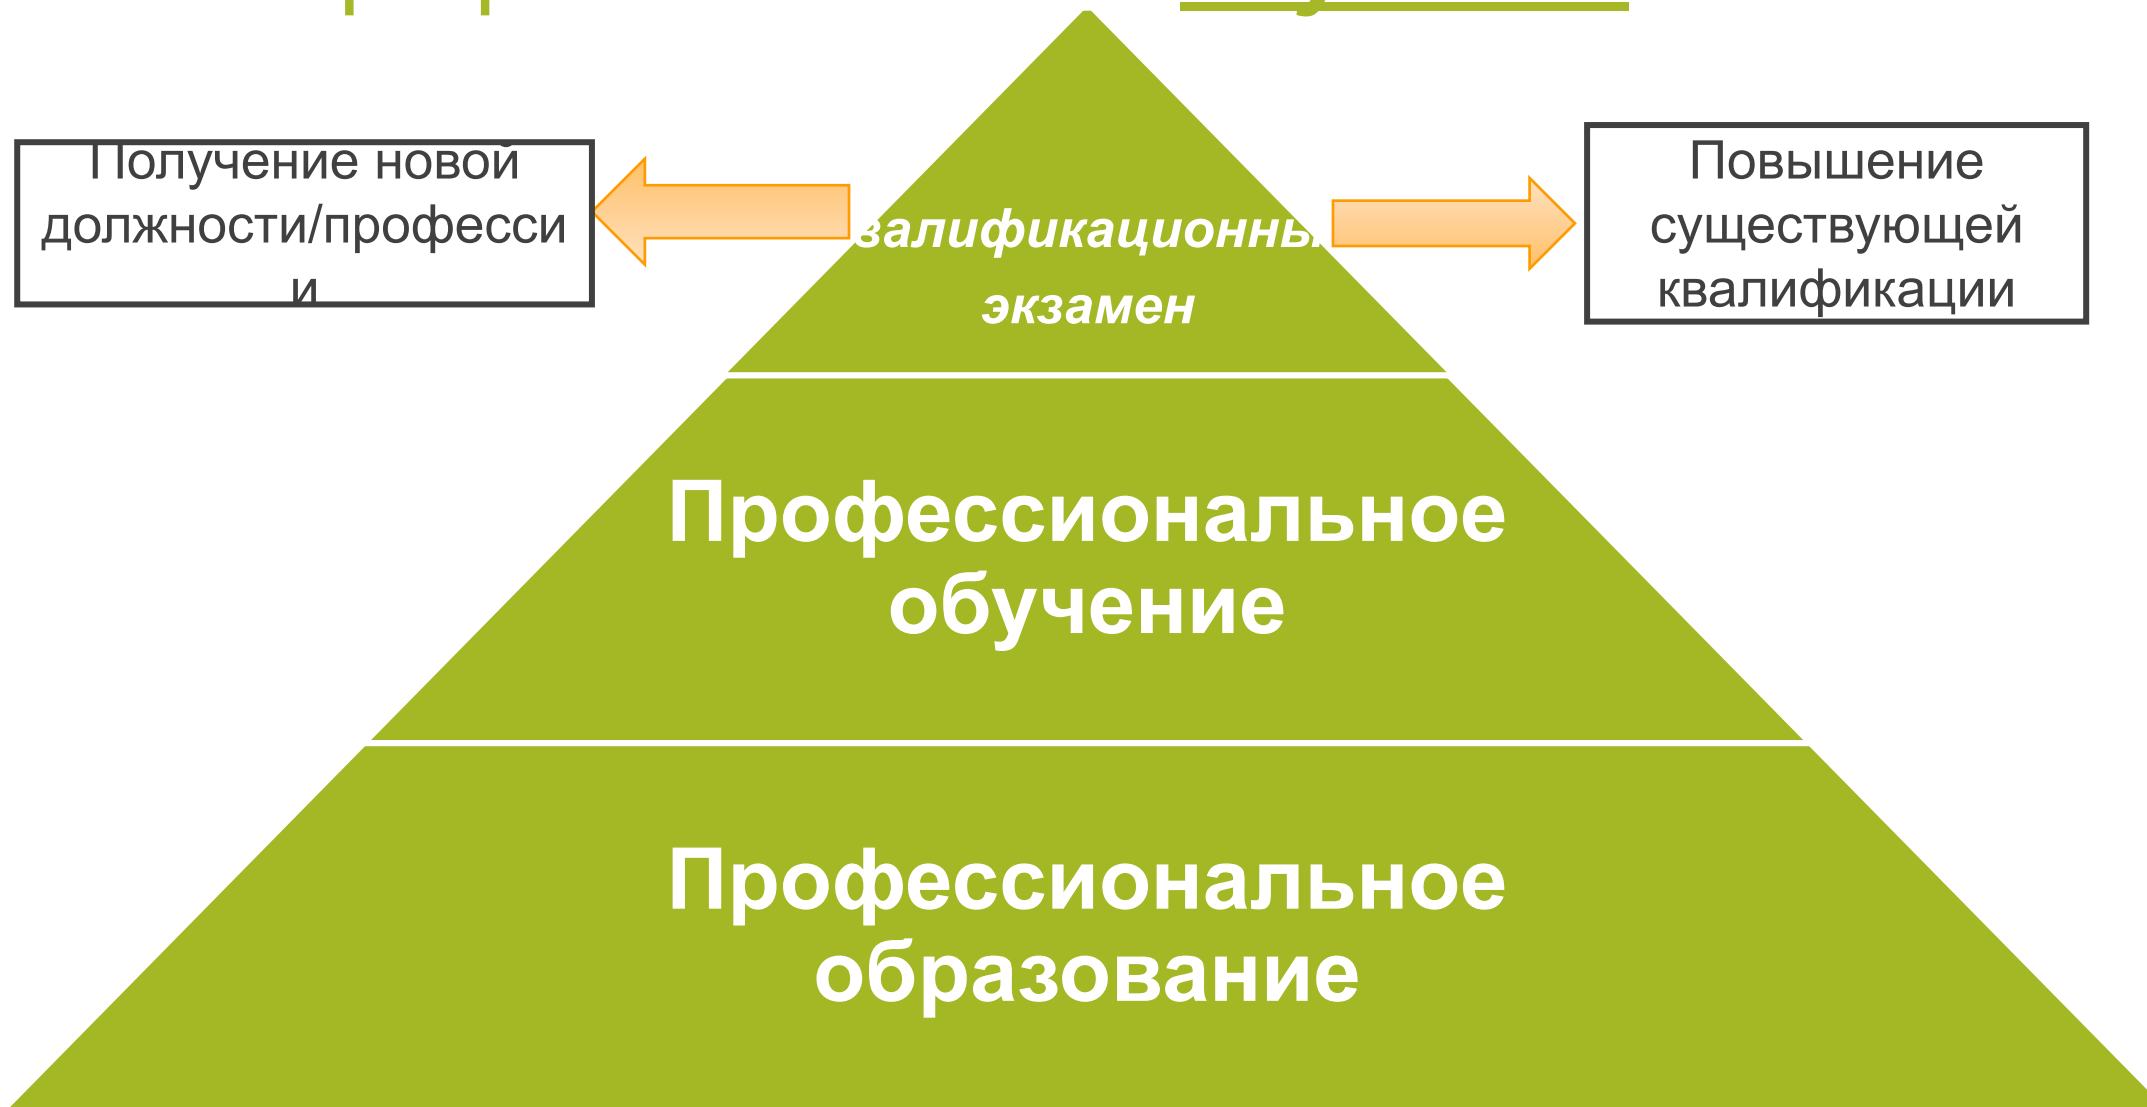 Получение новой
должности/професси
и
Повышение
существующей
квалификации
валификационны
экзамен
Профессиональное
обучение
Профессиональное
образование